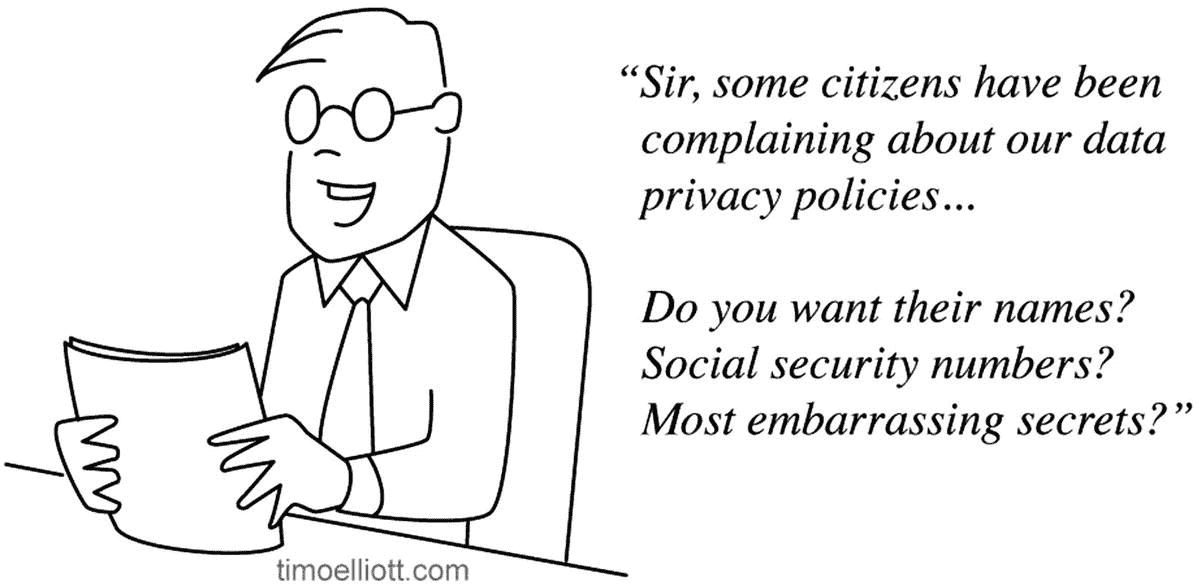 “Sir, some citizens have been
complaining about our data
privacy policies...
Do you want their names?
Social security numbers?
Most embarrassing secrets?”
timoelliott.com